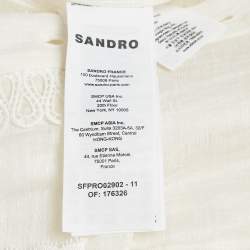 SANDRO
SANDRO FRANCE
150 Boulevard Haussmann
75008 Paris
www.sandro-paris.com
SMCP USA Inc
44 Wall St.
20th Floor
New York, NY 10005
SMCP ASIA Inc.
The Centrium, Suite 3203A-5A, 32/F
60 Wyndham Street, Central
HONG-KONG
SMCP SAS,
49, rue Etienne Marcel,
75001 Paris,
France
SFPRO02902 - 11
OF: 176326